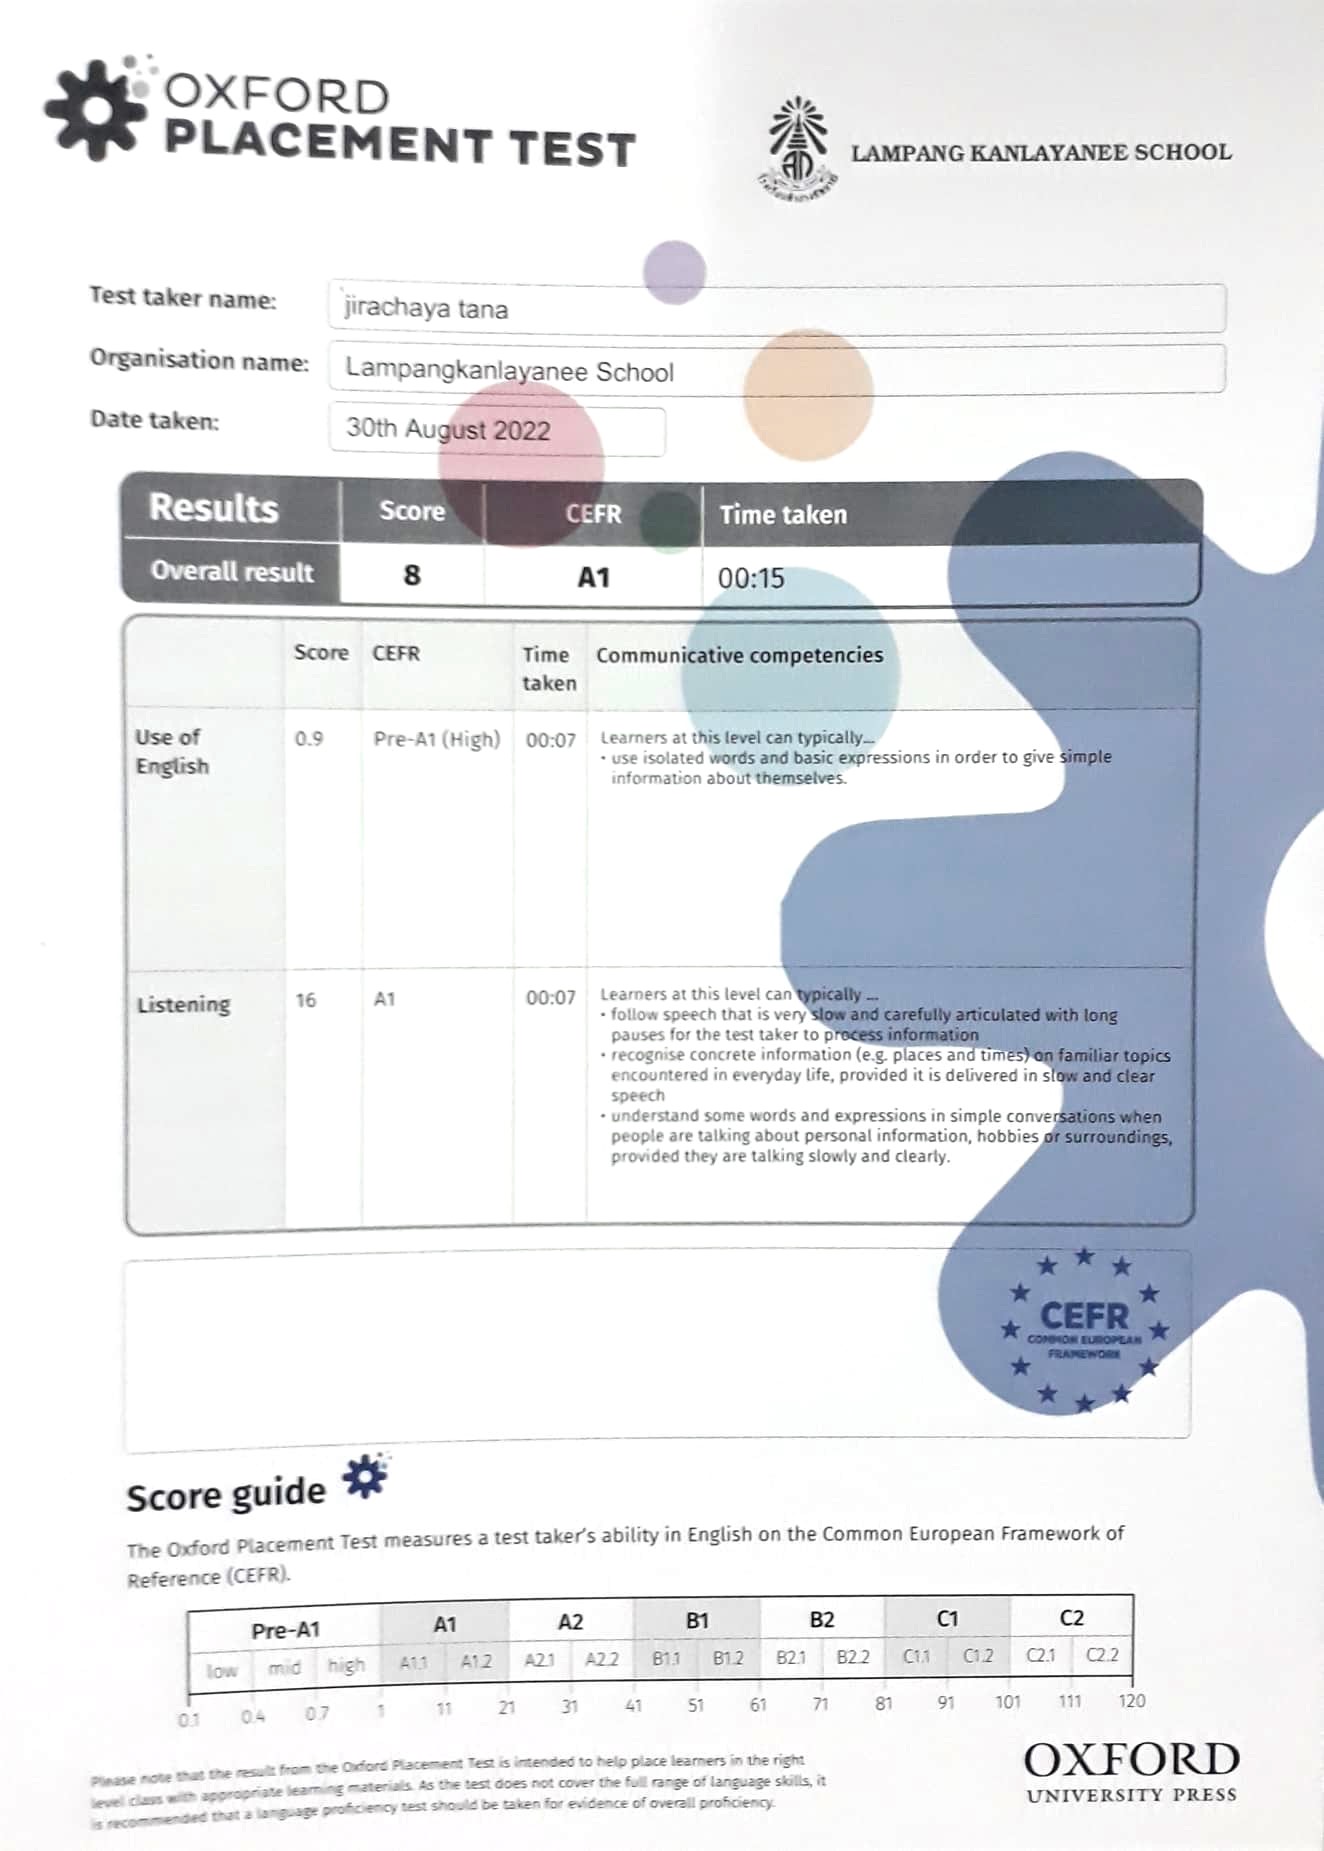 OXFORD
PLACEMENT TEST
LAMPANG KANLAYANEE SCHOOL
Test taker name:
jirachaya tana
Organisation name:
Lampangkanlayanee School
Date taken:
30th August 2022
Results Score CEFR Time taken
Overall result 8 A1 00:15
Score CEFR Time taken Communicative competencies
Use of English 0.9 Pre-A1 (High) 00:07
Learners at this level can typically...
• use isolated words and basic expressions in order to give simple
information about themselves.
Listening 16 A1 00:07
Learners at this level can typically ...
• follow speech that is very slow and carefully articulated with long
pauses for the test taker to process information
• recognise concrete information (e.g. places and times) on familiar topics
encountered in everyday life, provided it is delivered in slow and clear
speech
• understand some words and expressions in simple conversations when
people are talking about personal information, hobbies or surroundings,
provided they are talking slowly and clearly.
CEFR
COMMON EUROPEAN
FRAMEWORK
Score guide
The Oxford Placement Test measures a test taker's ability in English on the Common European Framework of
Reference (CEFR).
Pre-A1 A1 A2 B1 B2 C1 C2
low mid high A1.1 A1.2 A2.1 A2.2 B1.1 B1.2 B2.1 B2.2 C1.1 C1.2 C2.1 C2.2
0.1 0.4 0.7 1 11 21 31 41 51 61 71 81 91 101 111 120
Please note that the result from the Oxford Placement Test is intended to help place learners in the right
level class with appropriate learning materials. As the test does not cover the full range of language skills, it
is recommended that a language proficiency test should be taken for evidence of overall proficiency.
OXFORD
UNIVERSITY PRESS